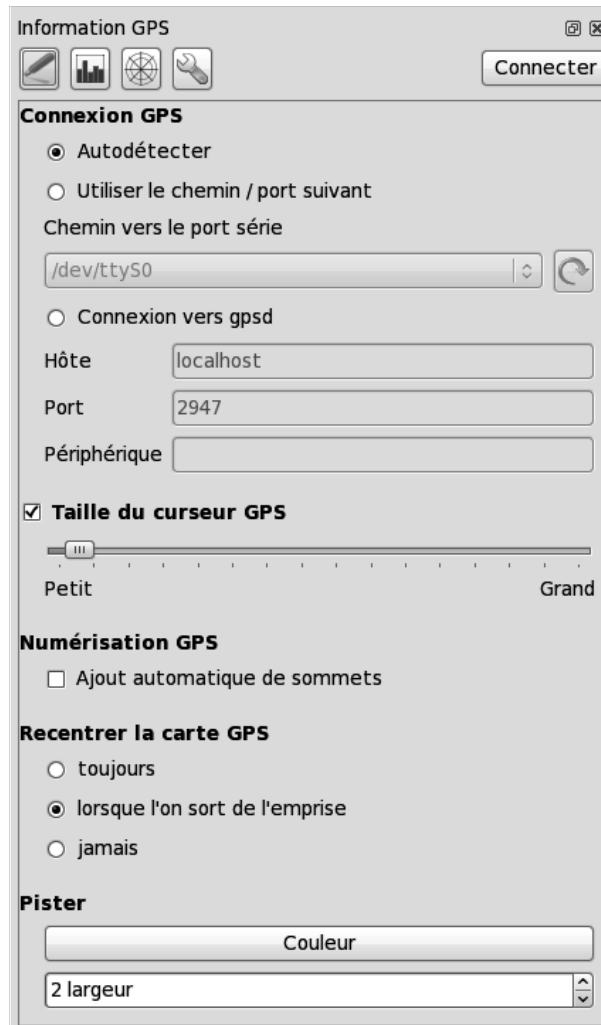 Information GPS
Connecter
Connexion GPS
Autodétecter
Utiliser le chemin / port suivant
Chemin vers le port série
/dev/ttyS0
Connexion vers gpsd
Hôte localhost
Port 2947
Périphérique
Taille du curseur GPS
Petit Grand
Numérisation GPS
Ajout automatique de sommets
Recentrer la carte GPS
toujours
lorsque l'on sort de l'emprise
jamais
Pister
Couleur
2 largeur